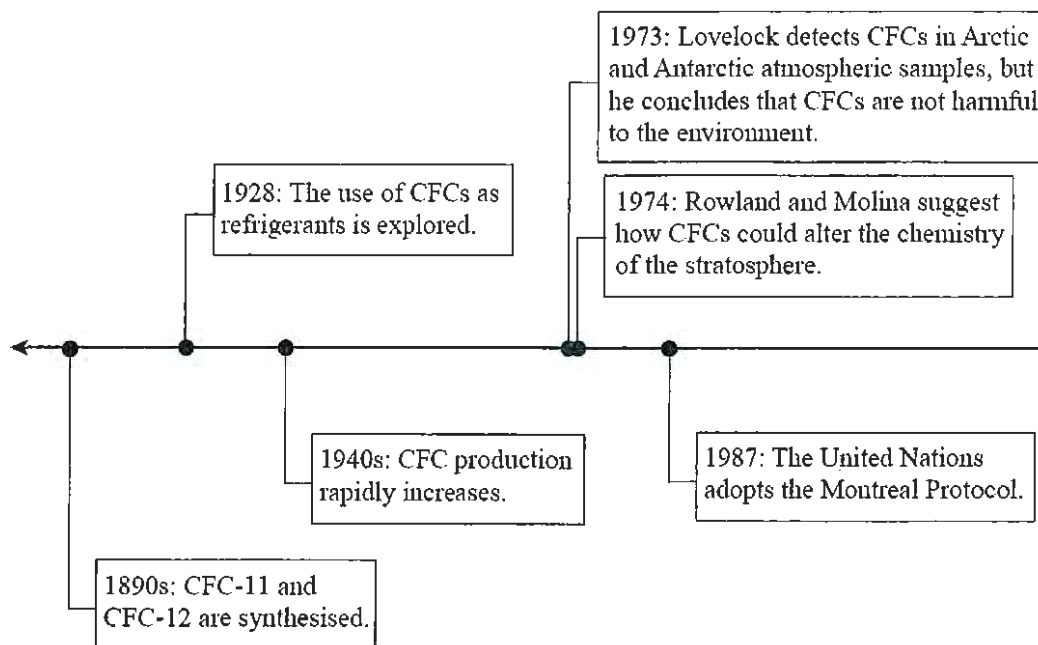 1973: Lovelock detects CFCs in Arctic
and Antarctic atmospheric samples, but
he concludes that CFCs are not harmful
to the environment.
1928: The use of CFCs as
refrigerants is explored.
1974: Rowland and Molina suggest
how CFCs could alter the chemistry
of the stratosphere.
1940s: CFC production
rapidly increases.
1987: The United Nations
adopts the Montreal Protocol.
1890s: CFC-11 and
CFC-12 are synthesised.